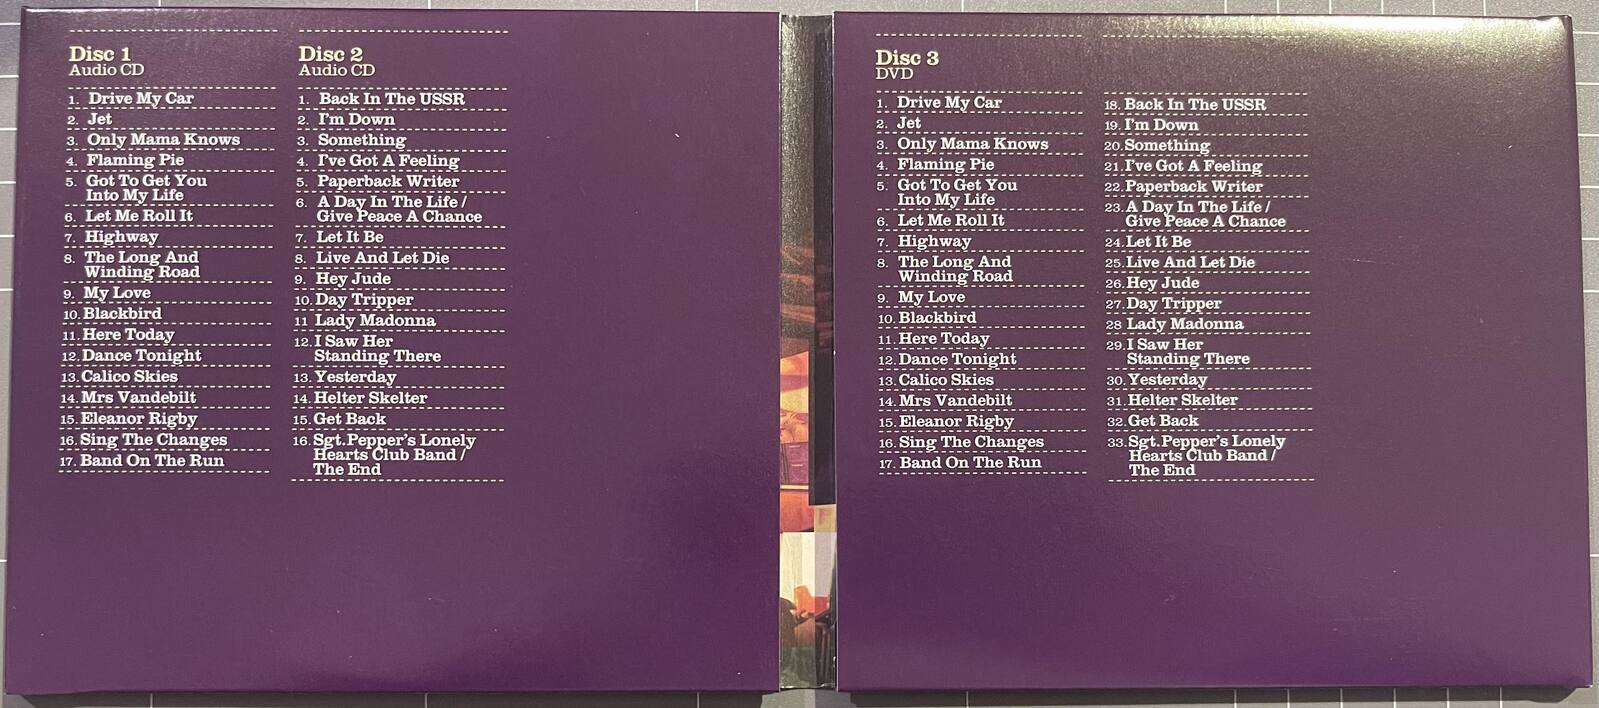 Disc 1
Audio CD
1. Drive My Car
2. Jet
3. Only Mama Knows
4. Flaming Pie
5. Got To Get You
Into My Life
6. Let Me Roll It
7. Highway
8. The Long And
Winding Road
9. My Love
10. Blackbird
11. Here Today
12. Dance Tonight
13. Calico Skies
14. Mrs Vandebilt
15. Eleanor Rigby
16. Sing The Changes
17. Band On The Run
Disc 2
Audio CD
1. Back In The USSR
2. I'm Down
3. Something
4. I've Got A Feeling
5. Paperback Writer
6. A Day In The Life /
Give Peace A Chance
7. Let It Be
8. Live And Let Die
9. Hey Jude
10. Day Tripper
11 Lady Madonna
12. I Saw Her
Standing There
13. Yesterday
14. Helter Skelter
15. Get Back
16. Sgt.Pepper's Lonely
Hearts Club Band /
The End
Disc 3
DVD
1. Drive My Car
2. Jet
3. Only Mama Knows
4. Flaming Pie
5. Got To Get You
Into My Life
6. Let Me Roll It
7. Highway
8. The Long And
Winding Road
9. My Love
10. Blackbird
11. Here Today
12. Dance Tonight
13. Calico Skies
14. Mrs Vandebilt
15. Eleanor Rigby
16. Sing The Changes
17. Band On The Run
18. Back In The USSR
19. I'm Down
20. Something
21. I've Got A Feeling
22. Paperback Writer
23. A Day In The Life /
Give Peace A Chance
24. Let It Be
25. Live And Let Die
26. Hey Jude
27. Day Tripper
28 Lady Madonna
29. I Saw Her
Standing There
30. Yesterday
31. Helter Skelter
32. Get Back
33. Sgt.Pepper's Lonely
Hearts Club Band /
The End